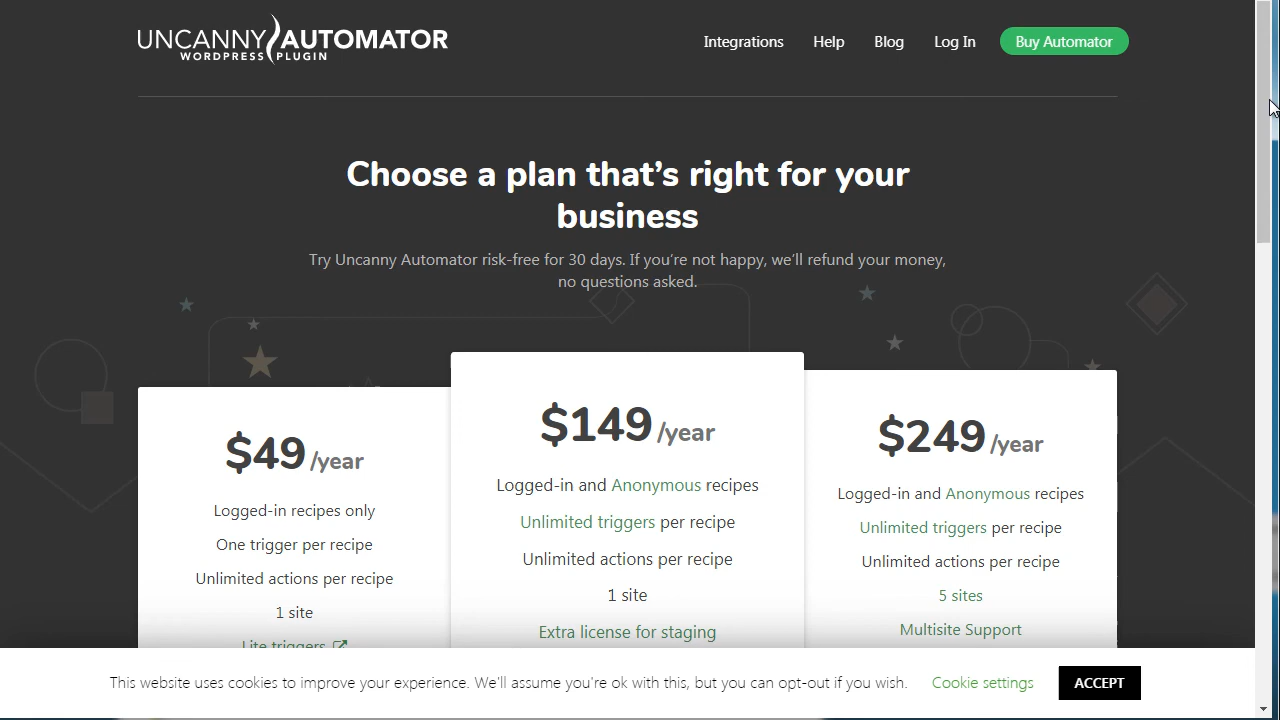 UNCANNY AUTOMATOR
WORDPRESS PLUGIN
Integrations Help Blog Log In Buy Automator
Choose a plan that’s right for your
business
Try Uncanny Automator risk-free for 30 days. If you’re not happy, we’ll refund your money,
no questions asked.
$49 /year
Logged-in recipes only
One trigger per recipe
Unlimited actions per recipe
1 site
Lite triggers
$149 /year
Logged-in and Anonymous recipes
Unlimited triggers per recipe
Unlimited actions per recipe
1 site
Extra license for staging
$249 /year
Logged-in and Anonymous recipes
Unlimited triggers per recipe
Unlimited actions per recipe
5 sites
Multisite Support
This website uses cookies to improve your experience. We'll assume you're ok with this, but you can opt-out if you wish. Cookie settings ACCEPT